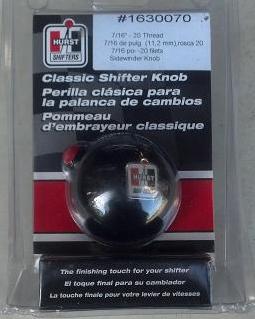 HURST
SHIFTERS
#1630070
7/16" - 20 Thread
7/16 de pulg. (11,2 mm),rosca 20
7/16 po -20 filets
Sidewinder Knob
Classic Shifter Knob
Perilla clásica para
la palanca de cambios
Pommeau
d'embrayeur classique
HURST
The finishing touch for your shifter
El toque final para su cambiador
La touche finale pour votre levier de vitesses